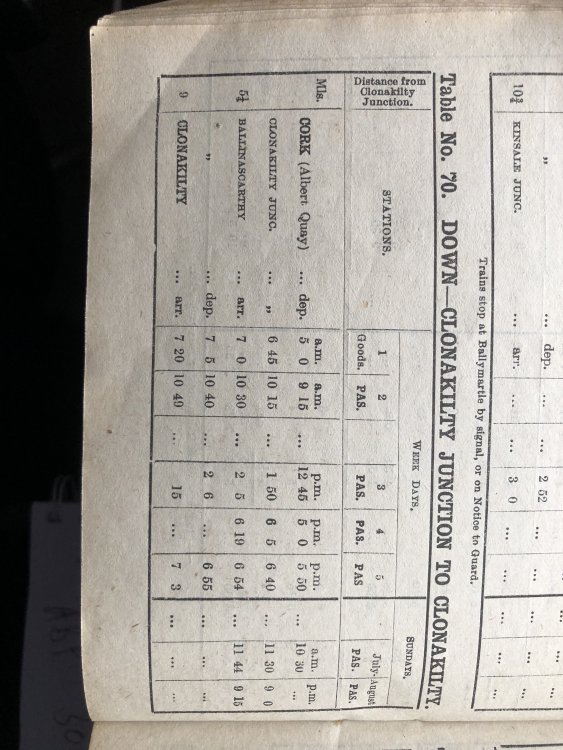 " ... dep. ... ... 2 52 ... ... ... ... ...
10¾ KINSALE JUNC. ... arr. ... ... 3 0 ... ... ... ... ...
Trains stop at Ballymartle by signal, or on Notice to Guard.
Table No. 70. DOWN—CLONAKILTY JUNCTION TO CLONAKILTY.
WEEK DAYS. SUNDAYS.
Distance from
Clonakilty
Junction.
STATIONS.
1 2 3 4 5 July-August
Goods. PAS. PAS. PAS. PAS PAS. PAS.
Mls. a.m. a.m. p.m. p.m. p.m. a.m. p.m.
CORK (Albert Quay) ... dep. 5 0 9 15 ... 12 45 5 0 5 50 ... 10 30 ...
CLONAKILTY JUNC. ... " 6 45 10 15 ... 1 50 6 5 6 40 ... 11 30 9 0
5¼ BALLINASCARTHY ... arr. 7 0 10 30 ... 2 5 6 19 6 54 ... 11 44 9 15
" ... dep. 7 5 10 40 ... 2 6 ... 6 55 ... ... ...
9 CLONAKILTY ... arr. 7 20 10 49 ... 15 ... 7 3 ... ... ...